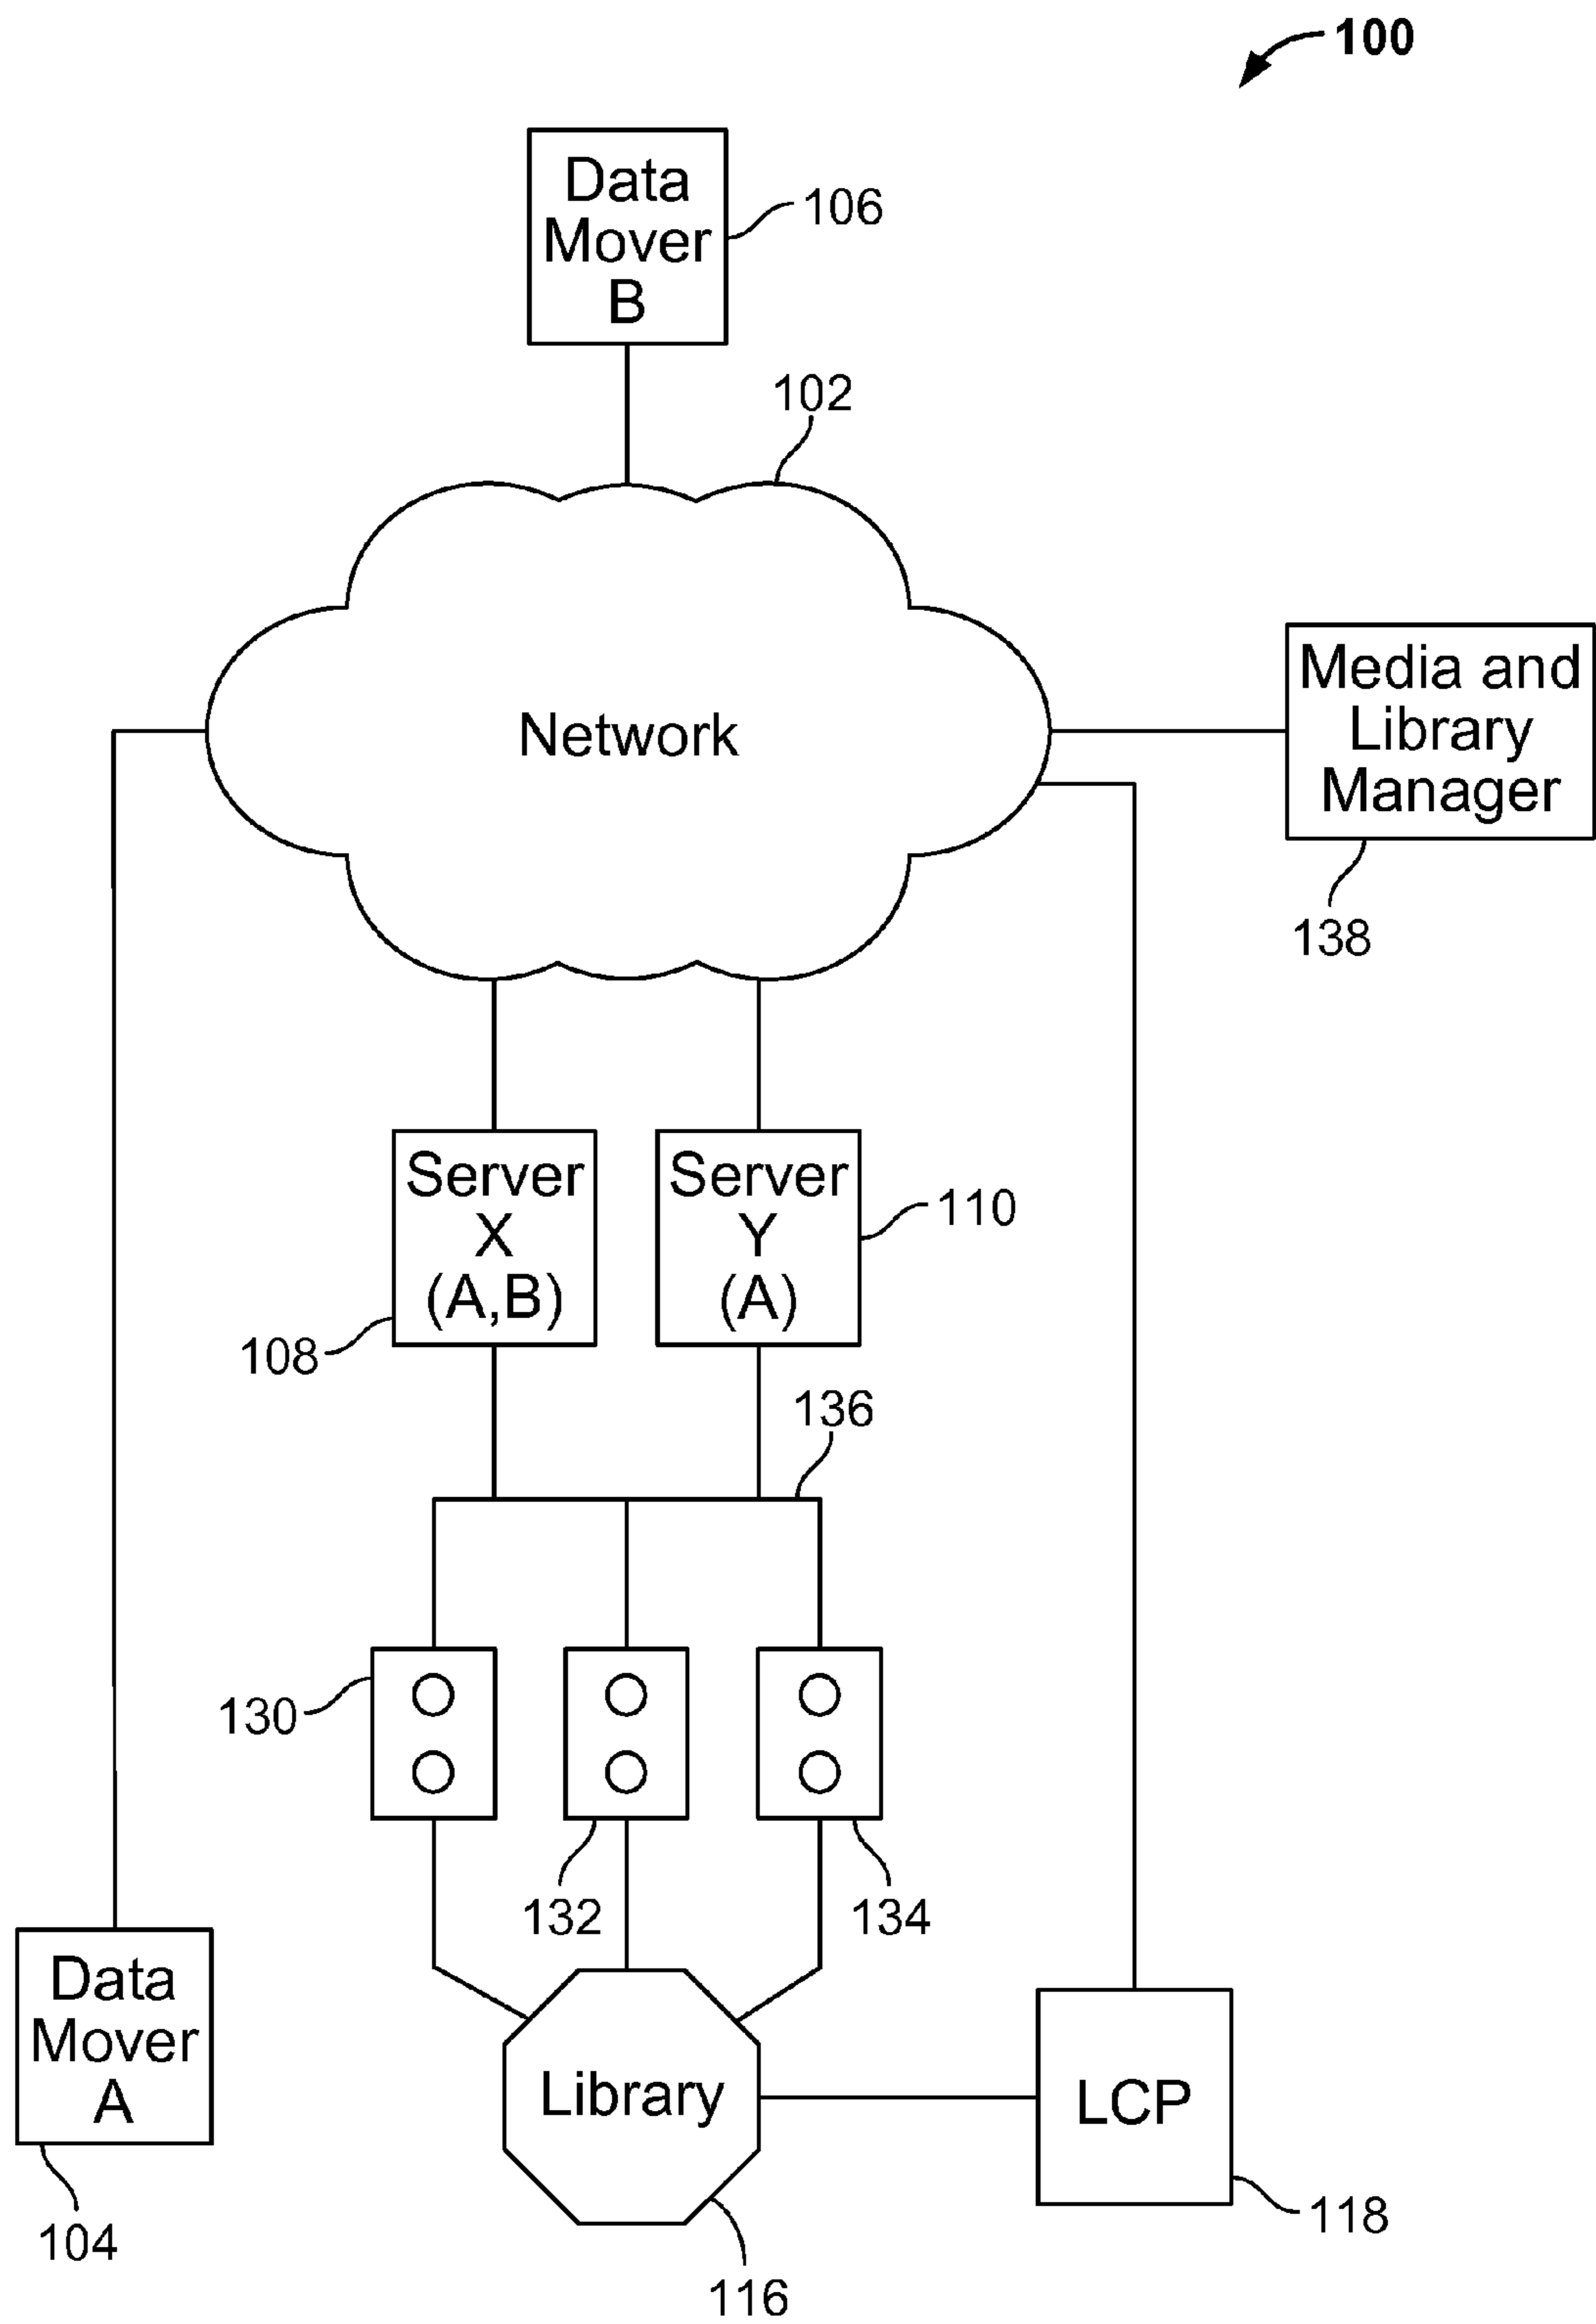 100
Data
Mover
B
106
102
Network
Media and
Library
Manager
138
Server
X
(A,B)
108
Server
Y
(A)
110
136
130
132
134
Data
Mover
A
104
Library
116
LCP
118